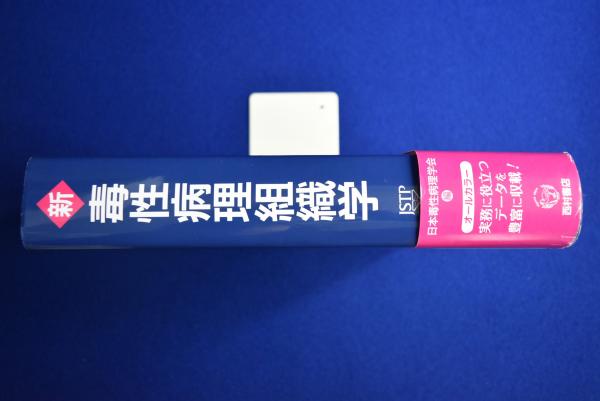 新
毒性病理組織学
JSTP
日本毒性病理学会
編
オールカラー
実務に役立つ
データを
豊富に収載!
西村書店